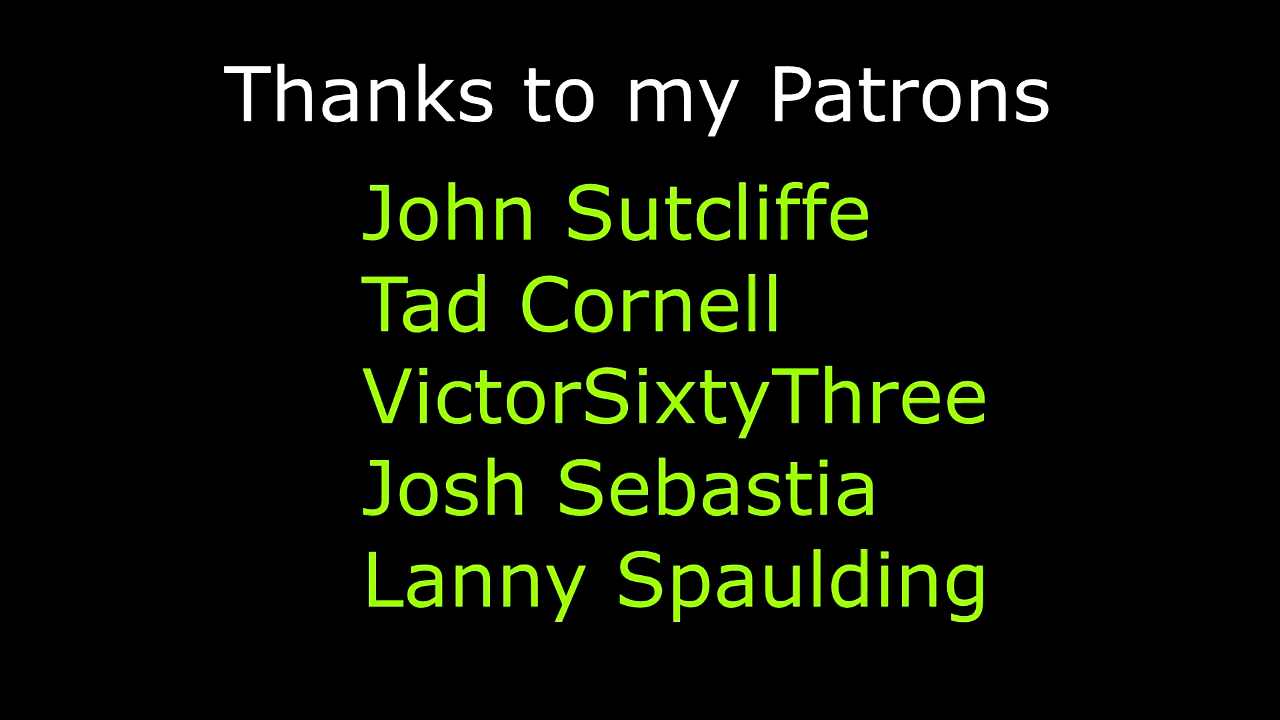 Thanks to my Patrons
John Sutcliffe
Tad Cornell
VictorSixtyThree
Josh Sebastia
Lanny Spaulding